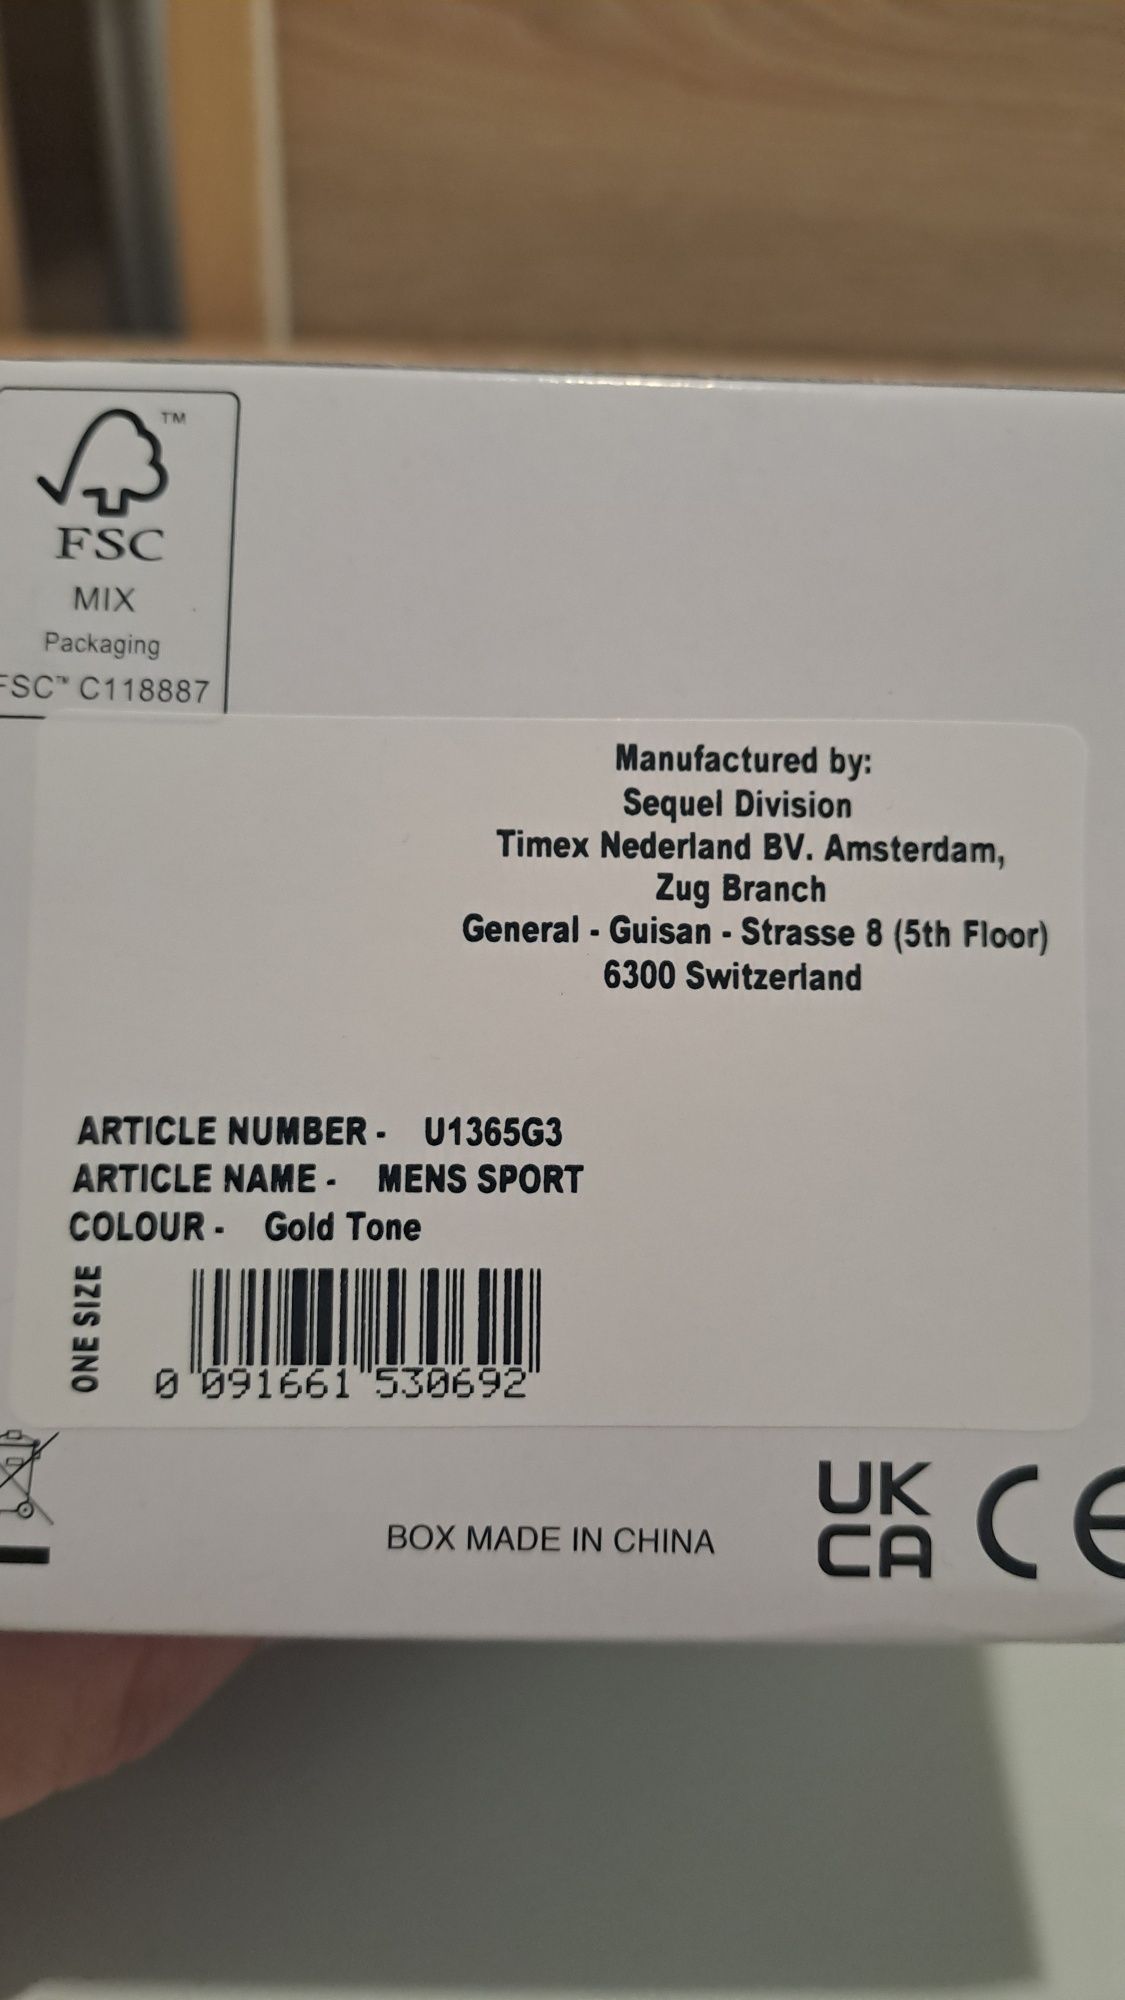 TM
FSC
MIX
Packaging
FSC™ C118887
Manufactured by:
Sequel Division
Timex Nederland BV. Amsterdam,
Zug Branch
General - Guisan - Strasse 8 (5th Floor)
6300 Switzerland
ARTICLE NUMBER - U1365G3
ARTICLE NAME - MENS SPORT
COLOUR - Gold Tone
ONE SIZE
0 091661 530692
BOX MADE IN CHINA
UK
CA
CE